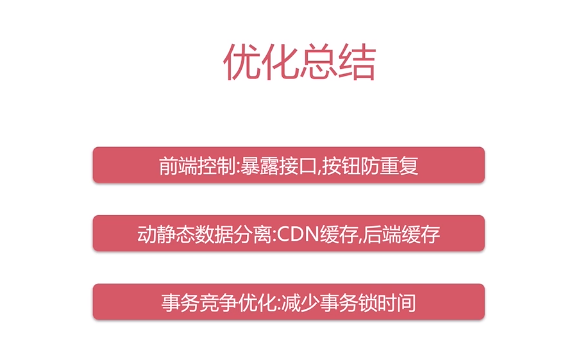 优化总结
前端控制:暴露接口,按钮防重复
动静态数据分离:CDN缓存,后端缓存
事务竞争优化:减少事务锁时间